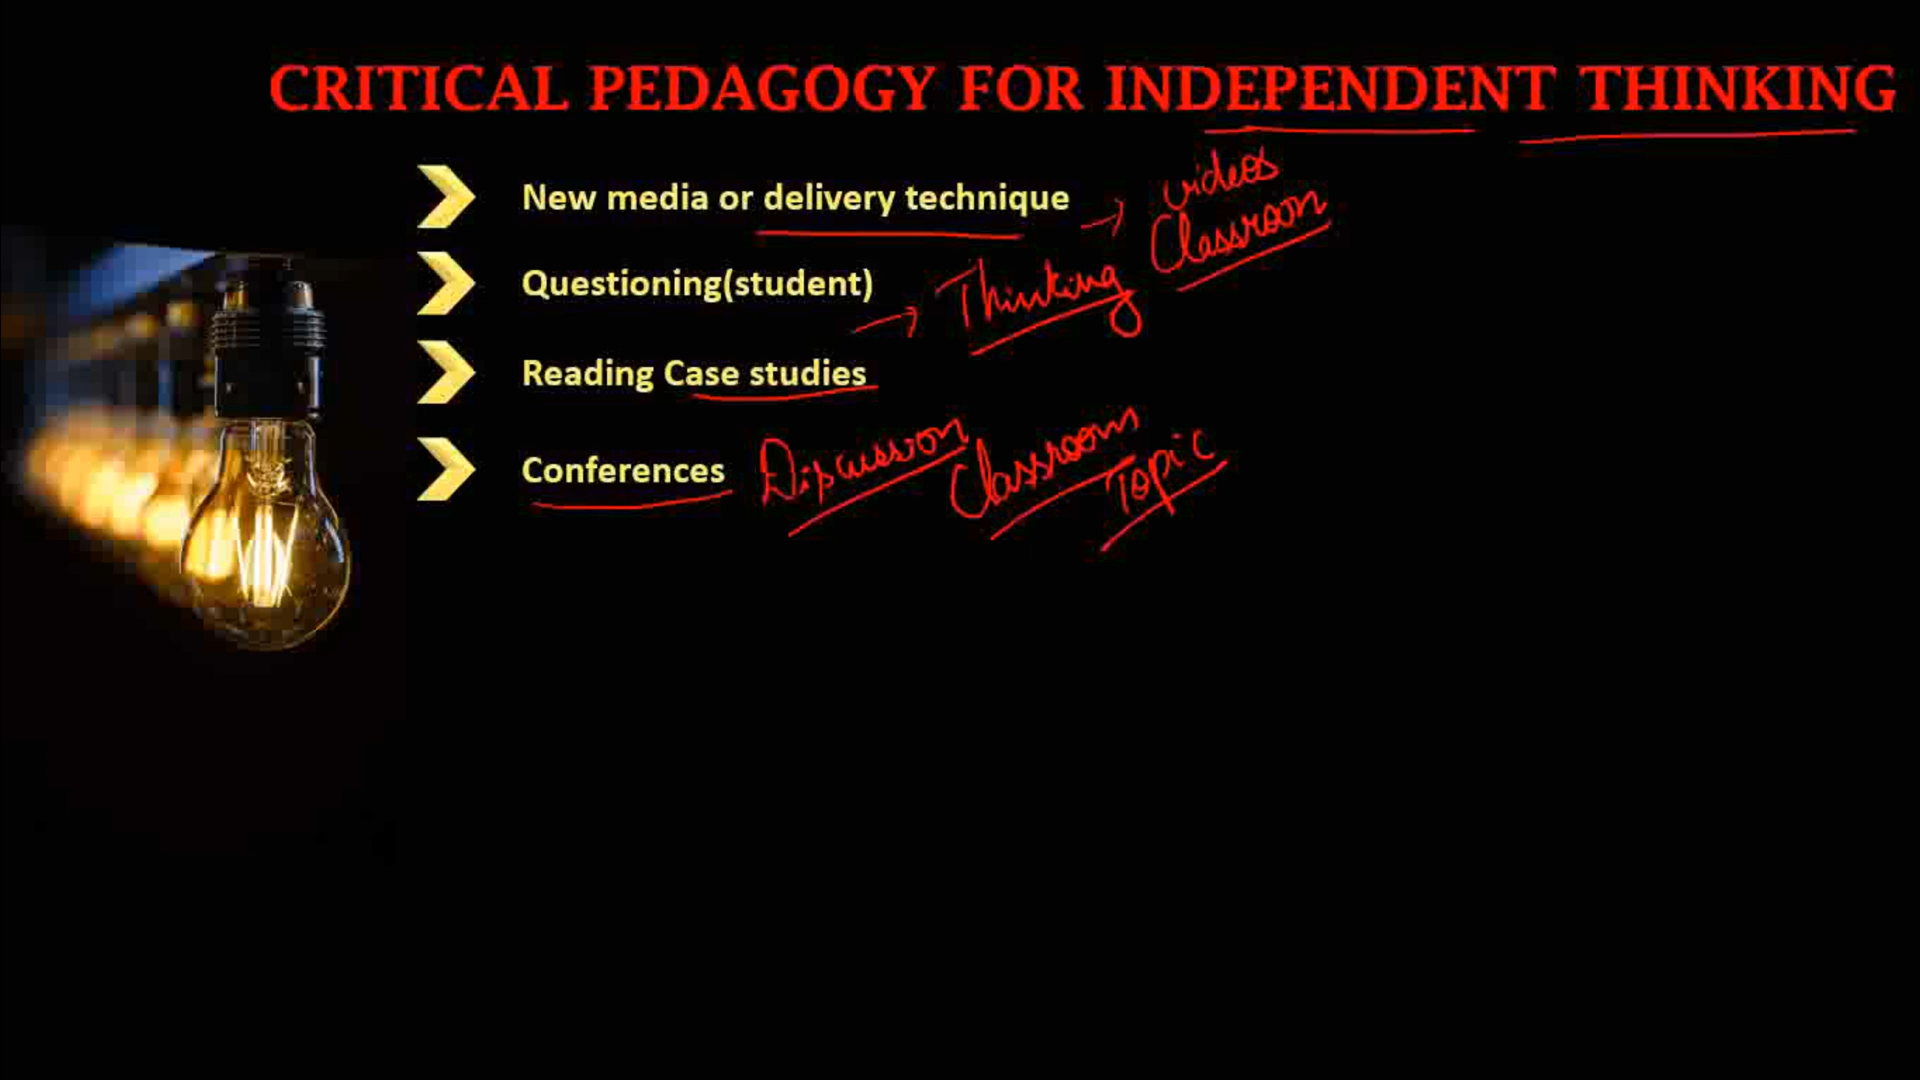 CRITICAL PEDAGOGY FOR INDEPENDENT THINKING
New media or delivery technique → videos
Classroom
Questioning(student) → Thinking
Reading Case studies
Conferences Discussion Classroom Topic